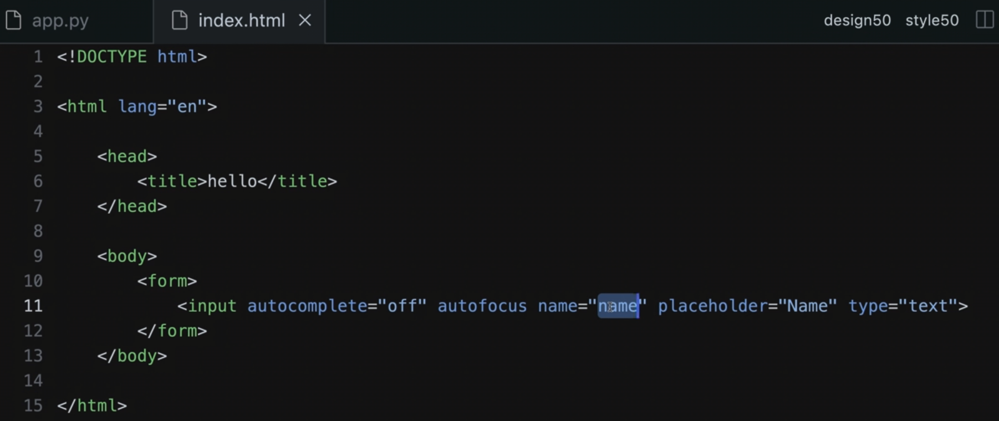 app.py index.html design50 style50
1 <!DOCTYPE html>
2
3 <html lang="en">
4
5 <head>
6 <title>hello</title>
7 </head>
8
9 <body>
10 <form>
11 <input autocomplete="off" autofocus name="name" placeholder="Name" type="text">
12 </form>
13 </body>
14
15 </html>